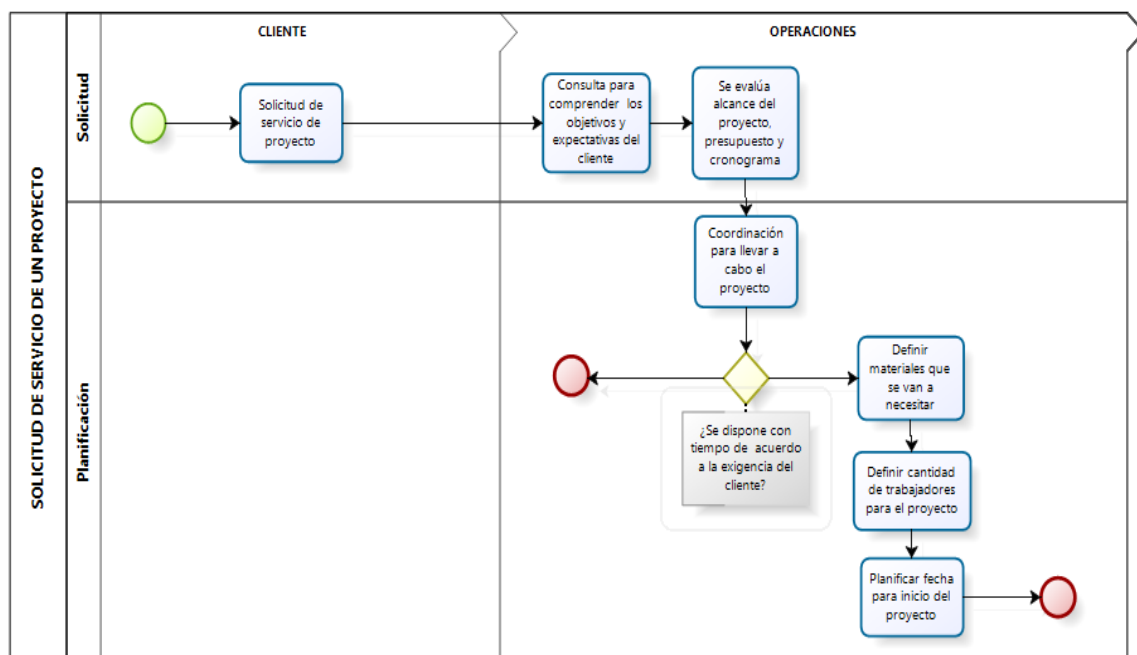 SOLICITUD DE SERVICIO DE UN PROYECTO
CLIENTE
OPERACIONES
Solicitud
Solicitud de
servicio de
proyecto
Consulta para
comprender los
objetivos y
expectativas del
cliente
Se evalúa
alcance del
proyecto,
presupuesto y
cronograma
Planificación
Coordinación
para llevar a
cabo el
proyecto
¿Se dispone con
tiempo de acuerdo
a la exigencia del
cliente?
Definir
materiales que
se van a
necesitar
Definir cantidad
de trabajadores
para el proyecto
Planificar fecha
para inicio del
proyecto